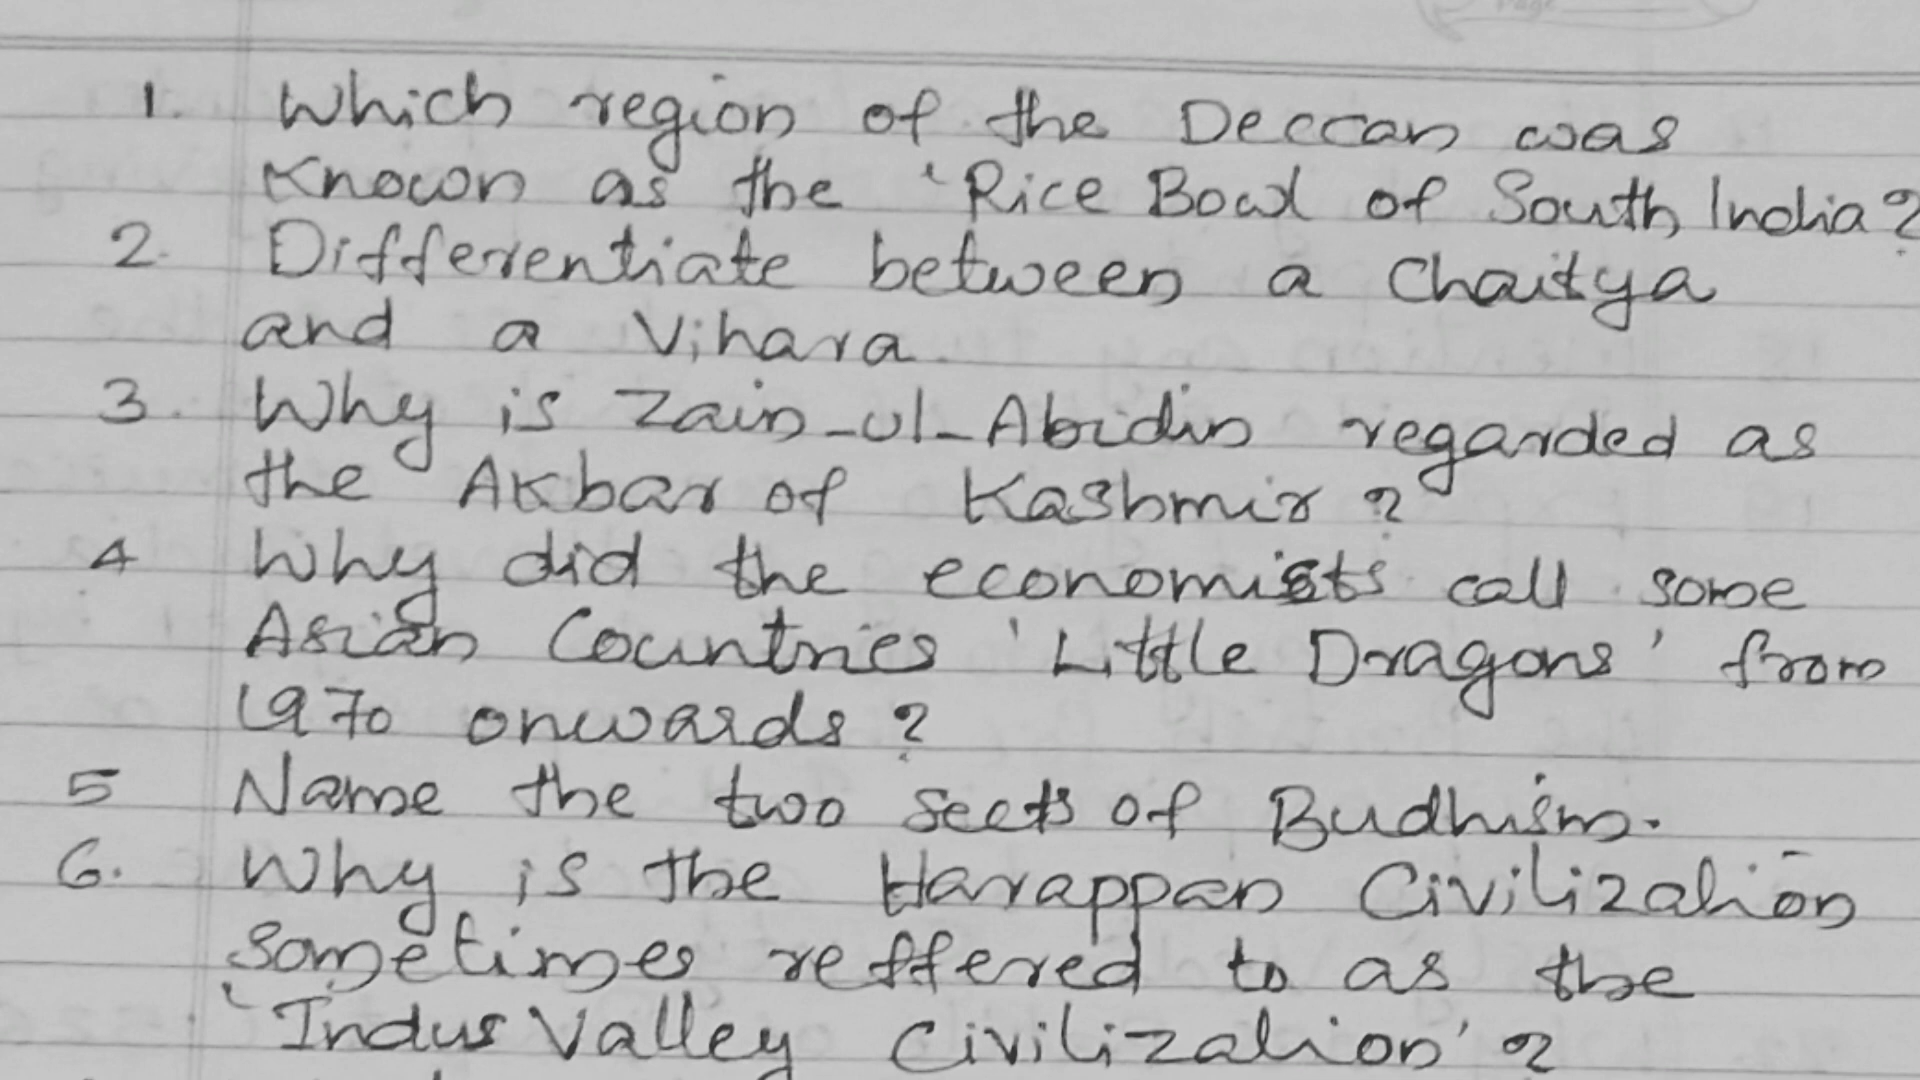 1. Which region of the Deccan was
Known as the 'Rice Bowl of South India?
2. Differentiate between a Chaitya
and a Vihara.
3. Why is Zain-ul-Abidin regarded as
the Akbar of Kashmir?
4 Why did the economists call some
Asian Countries 'Little Dragons' from
1970 onwards?
5 Name the two sects of Budhism.
6. Why is the Harappan Civilization
Sometimes reffered to as the
'Indus Valley Civilization'?